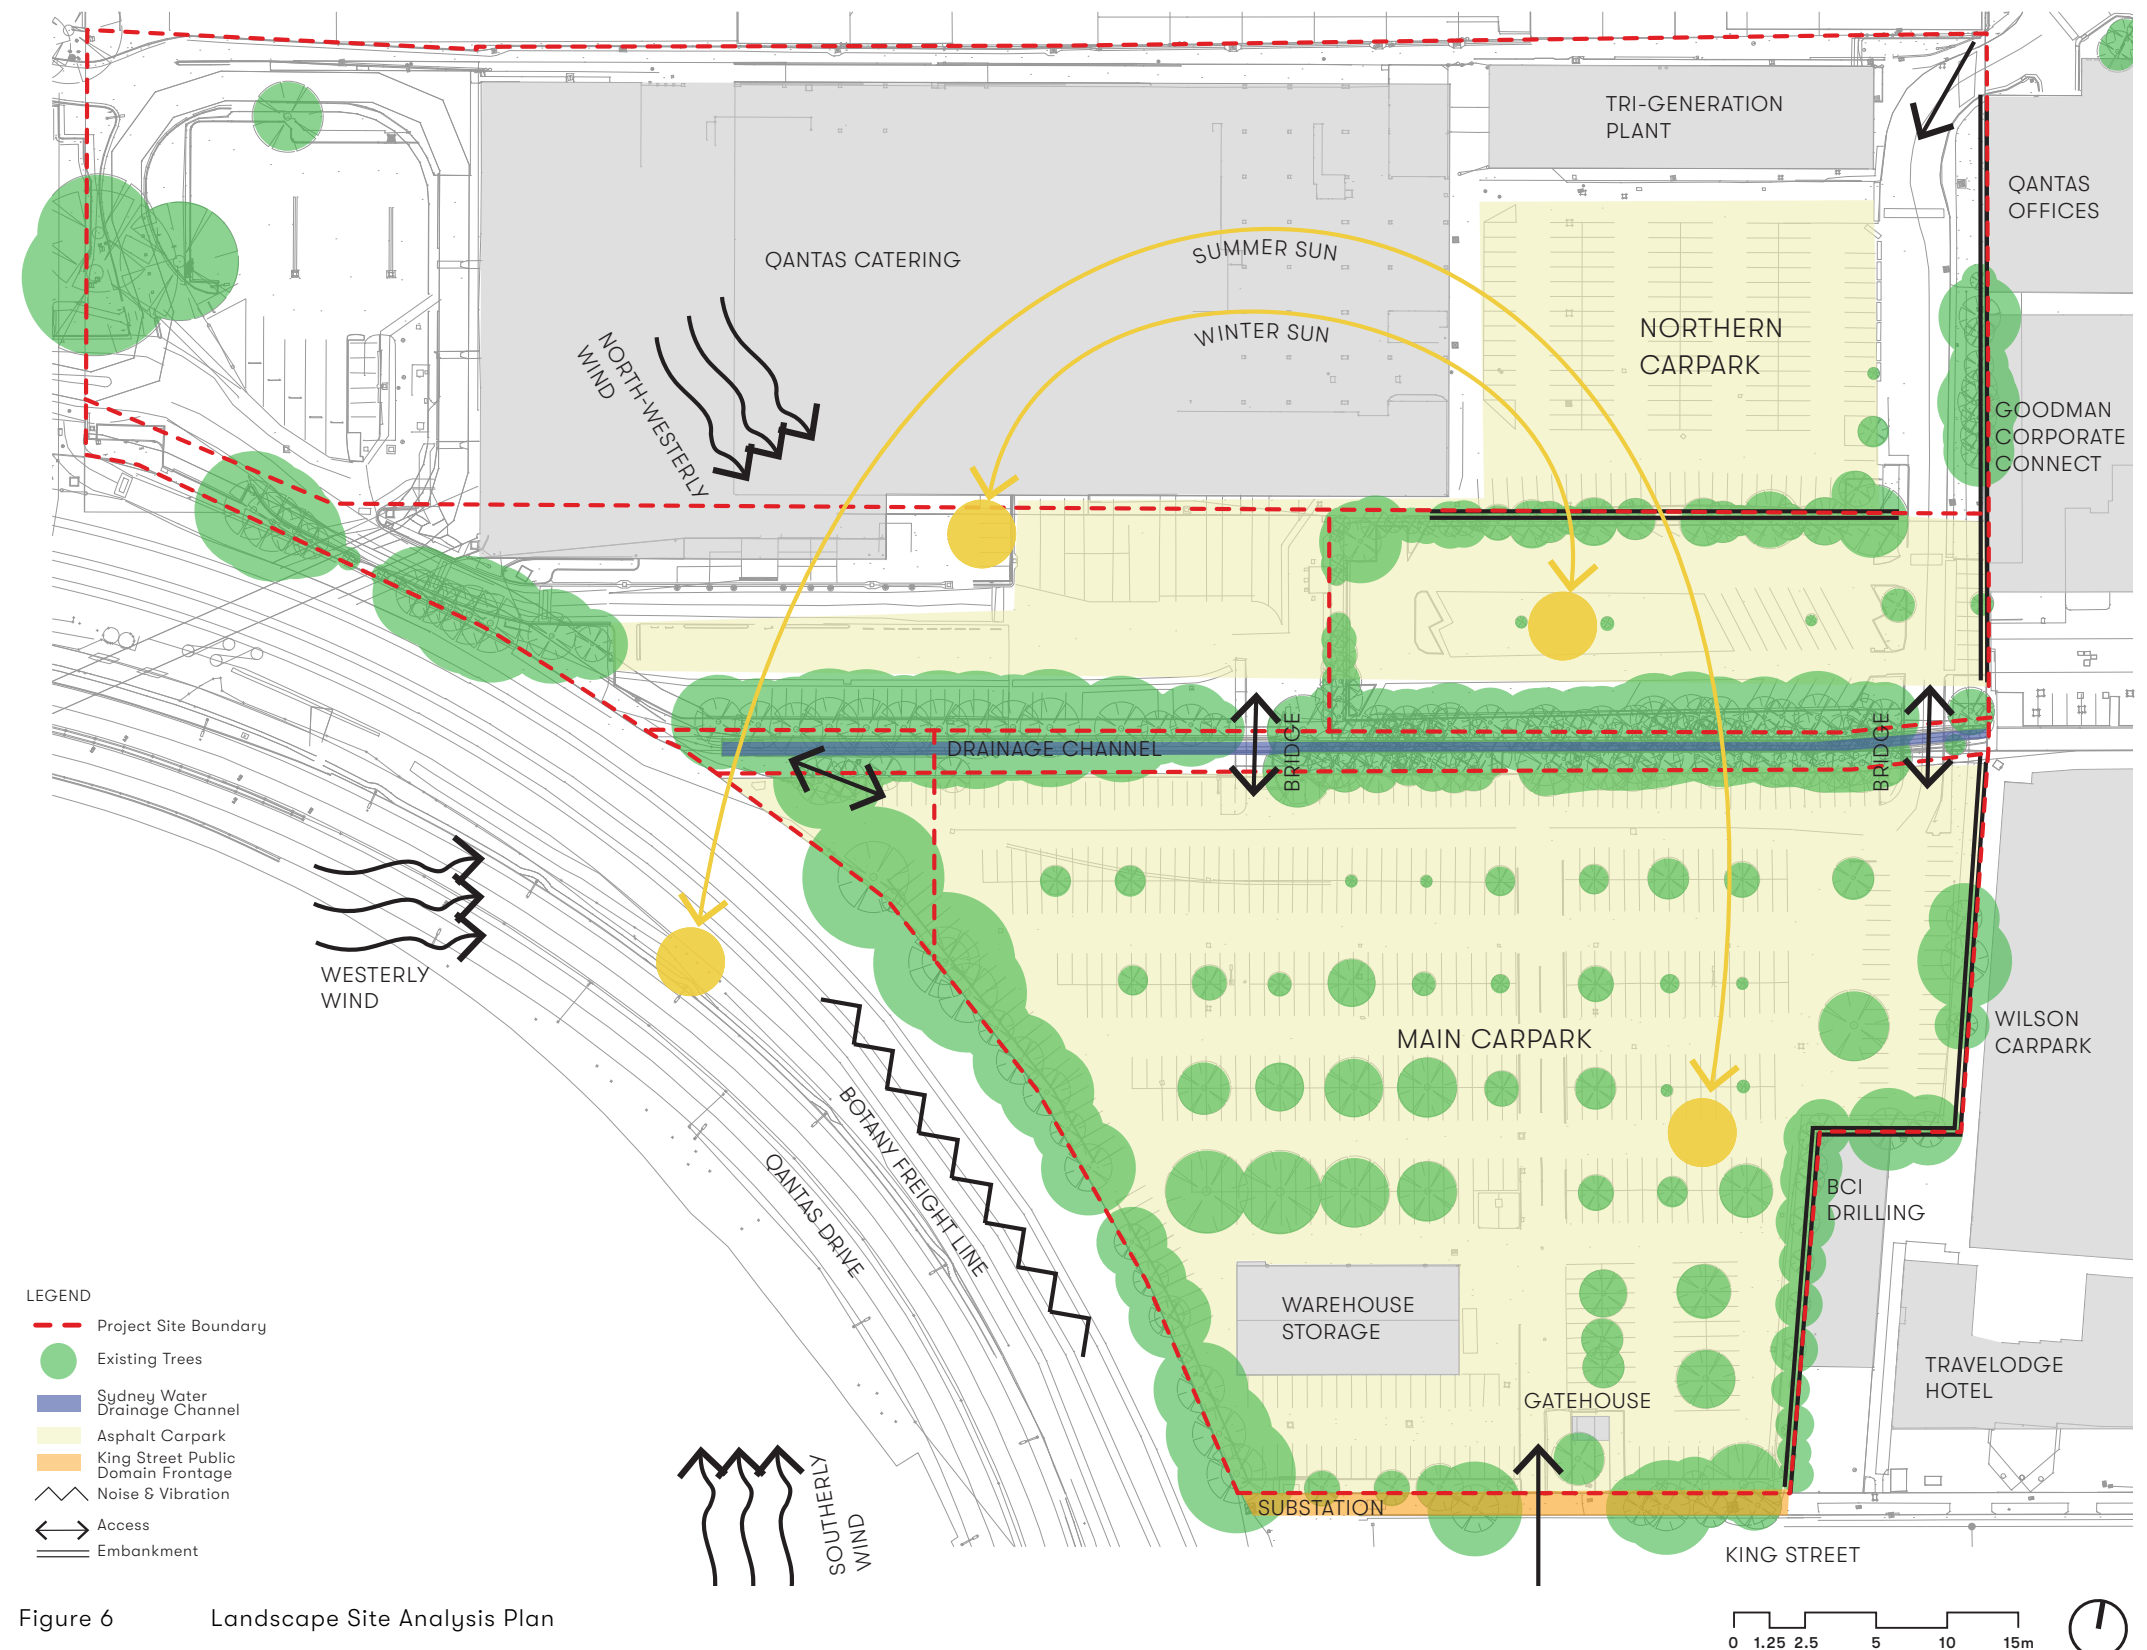 TRI-GENERATION
PLANT
QANTAS
OFFICES
QANTAS CATERING
SUMMER SUN
WINTER SUN
NORTHERN
CARPARK
NORTH-WESTERLY
WIND
GOODMAN
CORPORATE
CONNECT
DRAINAGE CHANNEL
BRIDGE
BRIDGE
WESTERLY
WIND
MAIN CARPARK
WILSON
CARPARK
BOTANY FREIGHT LINE
QANTAS DRIVE
BCI
DRILLING
WAREHOUSE
STORAGE
GATEHOUSE
TRAVELODGE
HOTEL
SUBSTATION
KING STREET
SOUTHERLY
WIND
LEGEND
Project Site Boundary
Existing Trees
Sydney Water
Drainage Channel
Asphalt Carpark
King Street Public
Domain Frontage
Noise & Vibration
Access
Embankment
Figure 6 Landscape Site Analysis Plan
0 1.25 2.5 5 10 15m